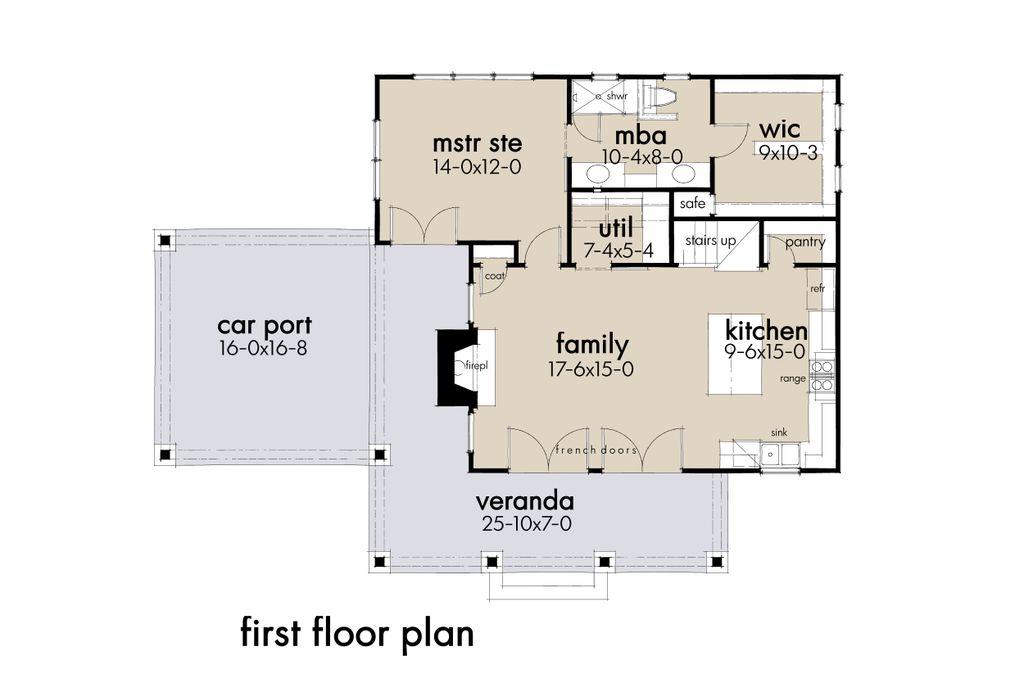 shwr
mstr ste
14-0x12-0
mba
10-4x8-0
wic
9x10-3
safe
util
7-4x5-4
stairs up
pantry
coat
refr
car port
16-0x16-8
family
17-6x15-0
kitchen
9-6x15-0
firepl
range
sink
french doors
veranda
25-10x7-0
first floor plan